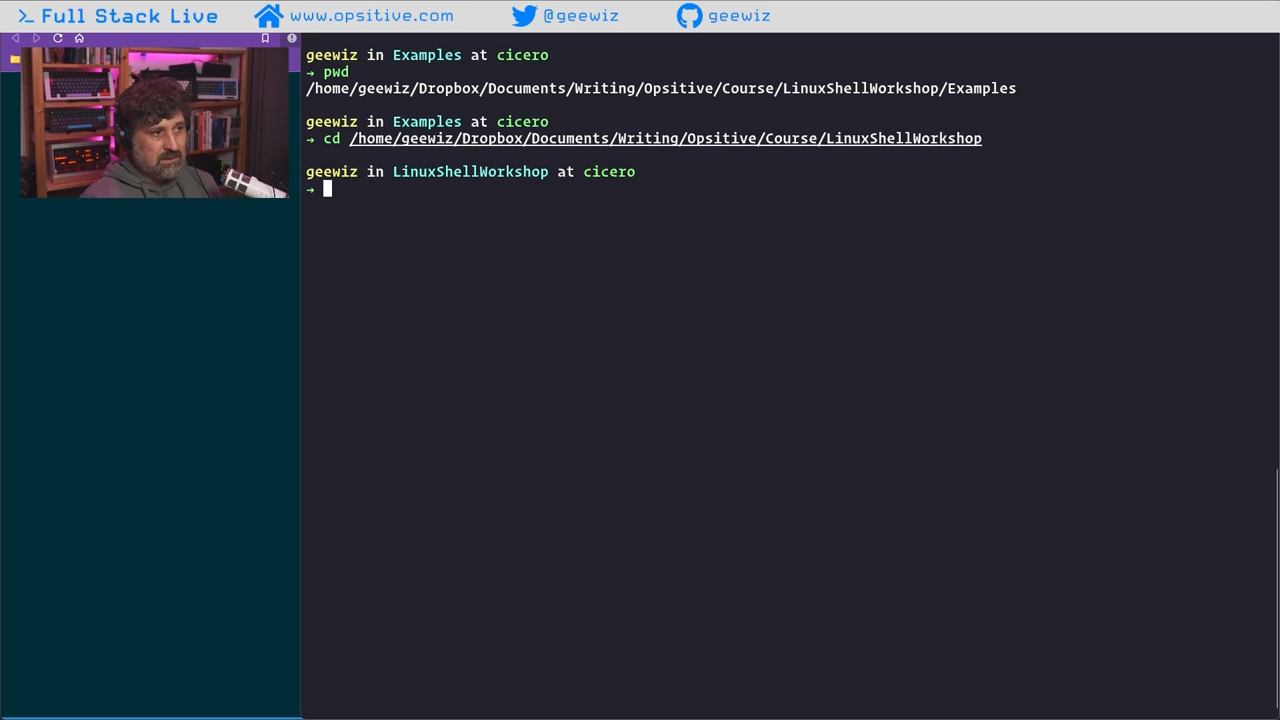 >_ Full Stack Live www.opsitive.com @geewiz geewiz
geewiz in Examples at cicero
→ pwd
/home/geewiz/Dropbox/Documents/Writing/Opsitive/Course/LinuxShellWorkshop/Examples
geewiz in Examples at cicero
→ cd /home/geewiz/Dropbox/Documents/Writing/Opsitive/Course/LinuxShellWorkshop
geewiz in LinuxShellWorkshop at cicero
→